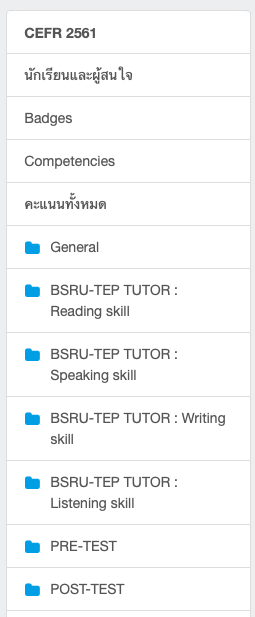 CEFR 2561
นักเรียนและผู้สนใจ
Badges
Competencies
คะแนนทั้งหมด
General
BSRU-TEP TUTOR :
Reading skill
BSRU-TEP TUTOR :
Speaking skill
BSRU-TEP TUTOR : Writing
skill
BSRU-TEP TUTOR :
Listening skill
PRE-TEST
POST-TEST